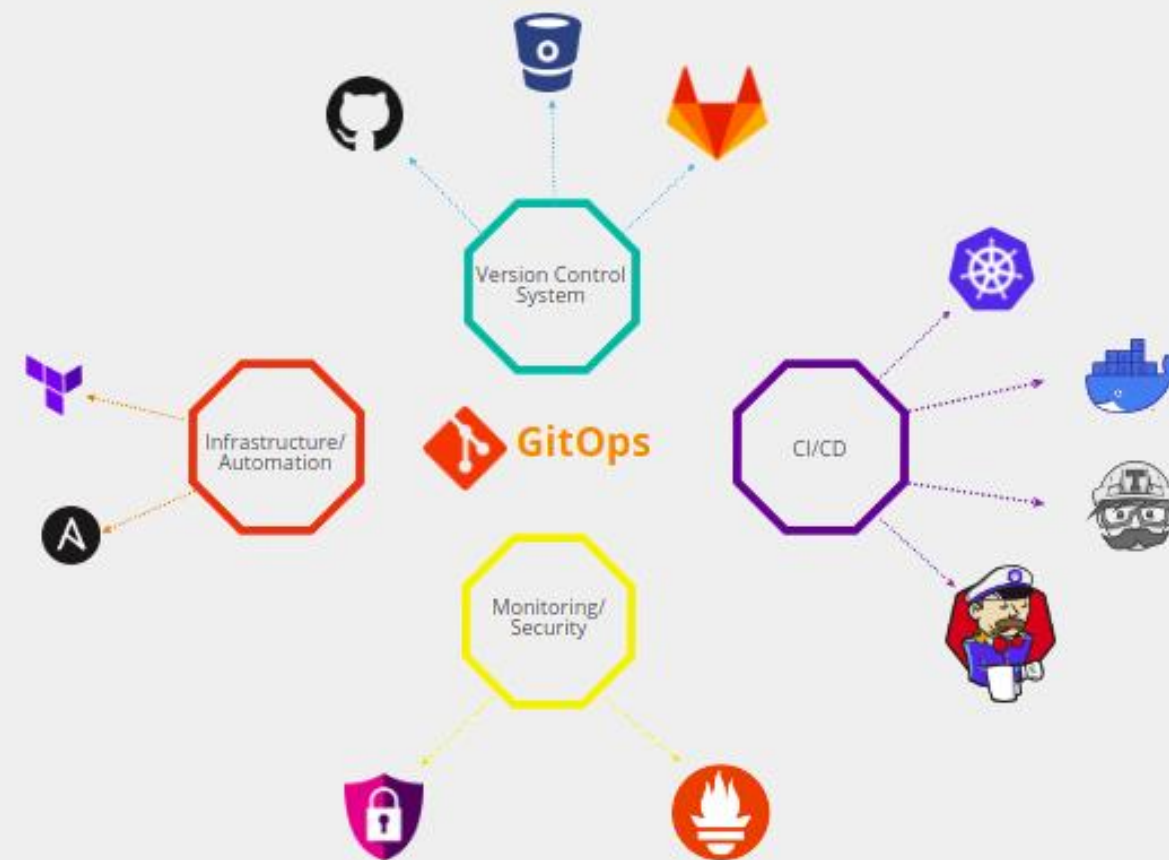 Version Control
System
Infrastructure/
Automation
GitOps
CI/CD
T
Monitoring/
Security